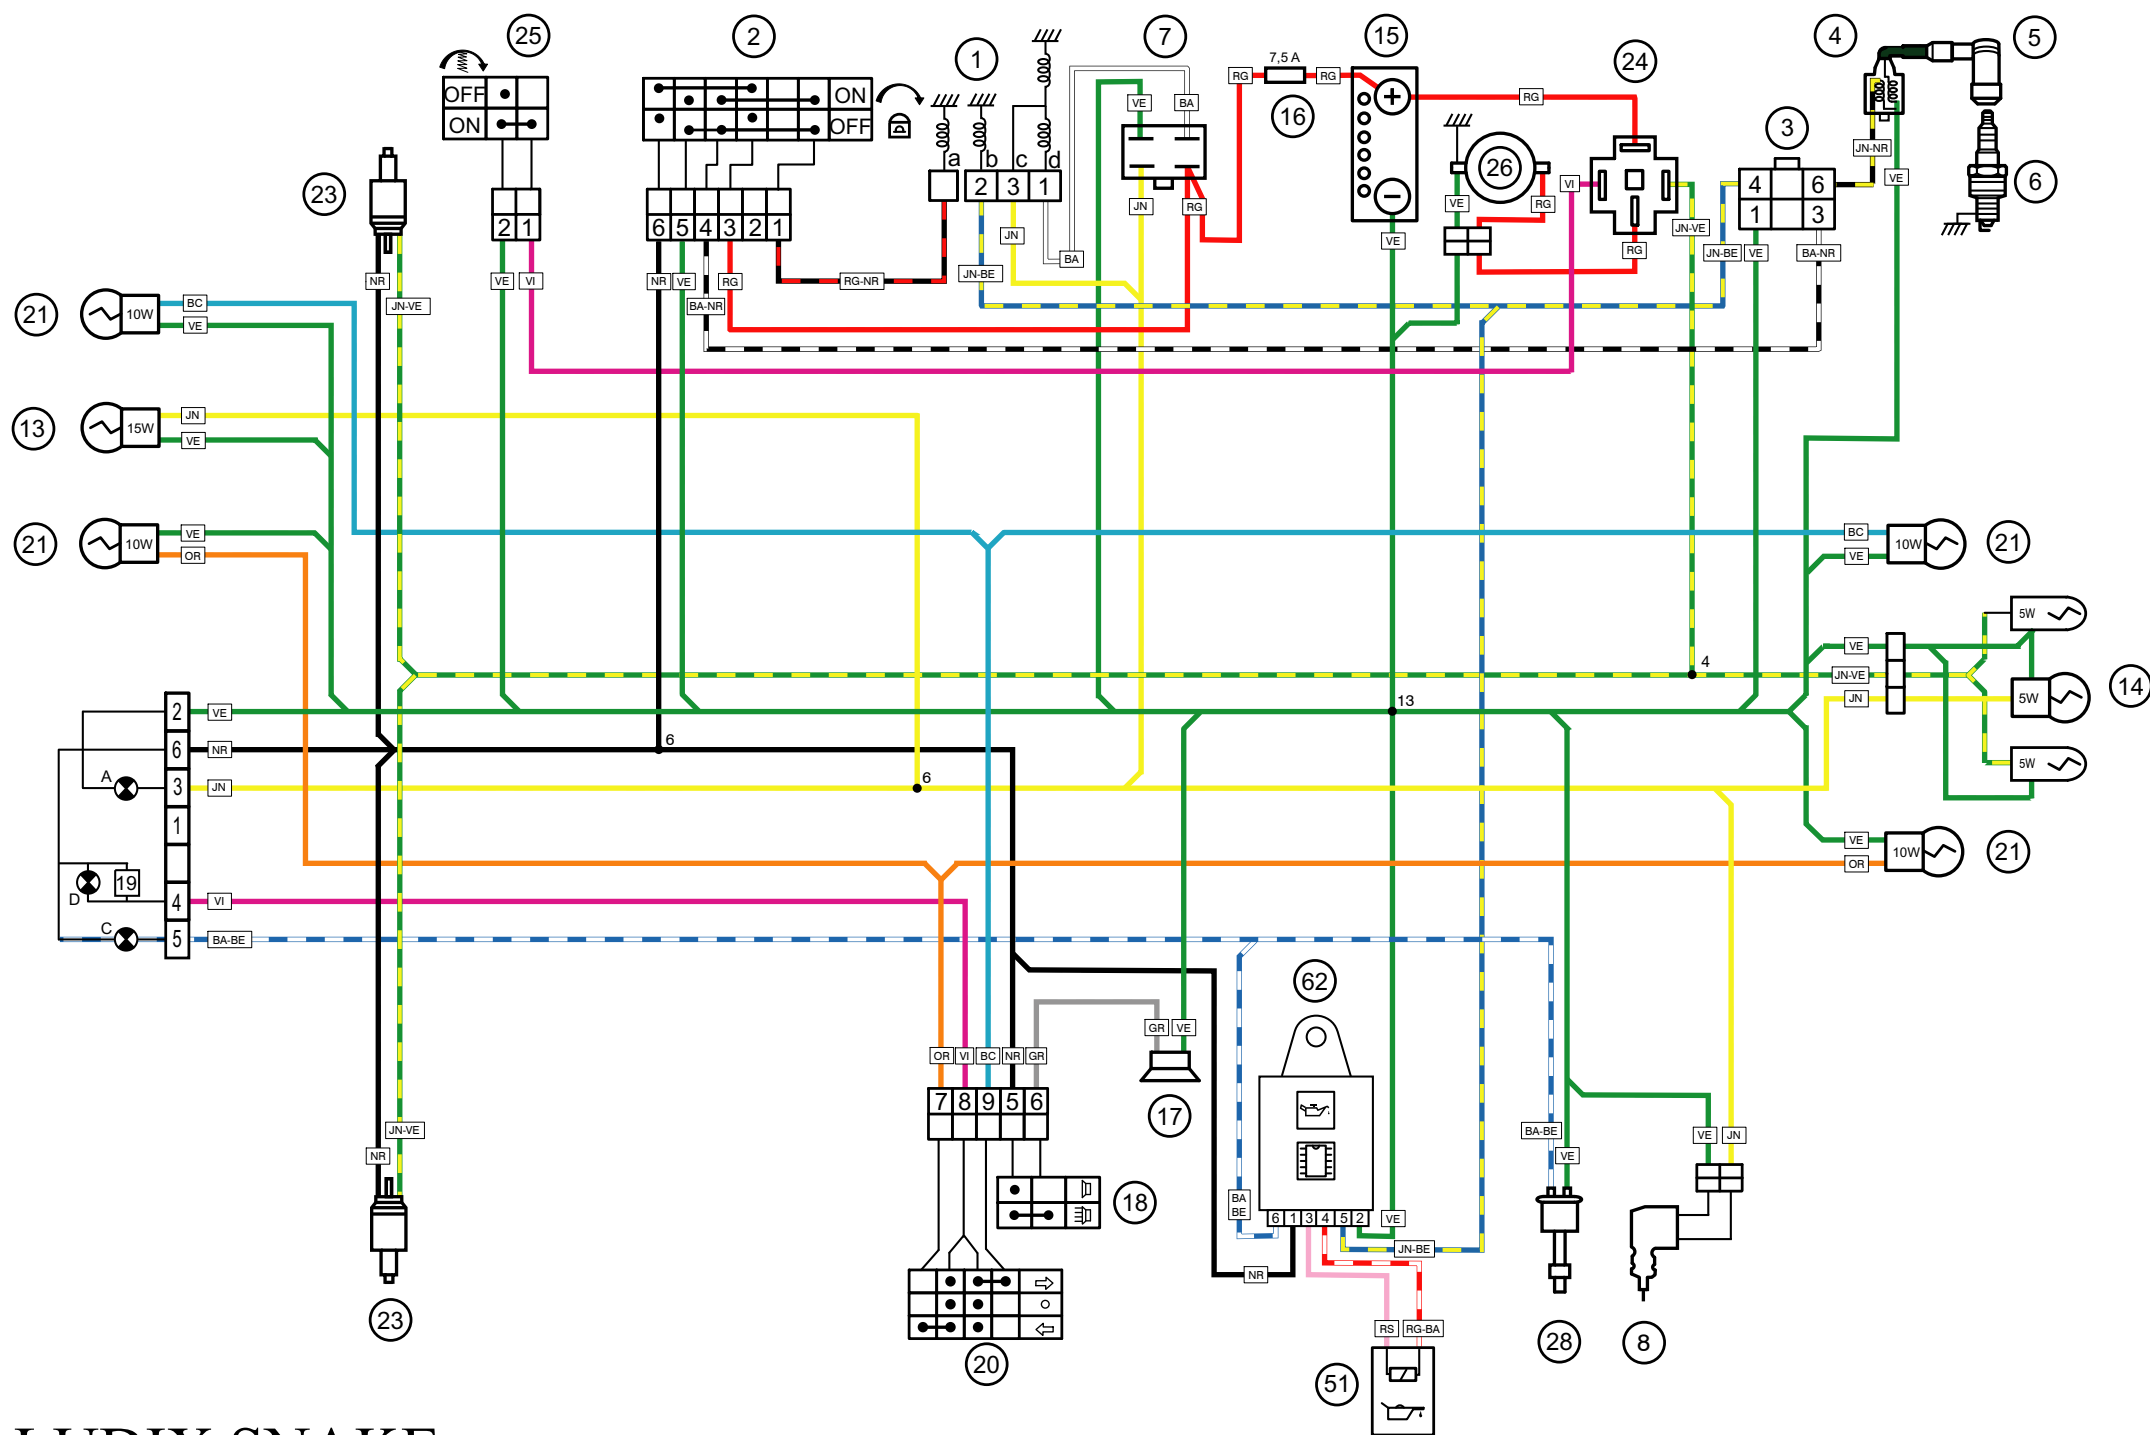 25 2 1 7 15 24 4 5
7,5 A
OFF ON RG RG
ON OFF VE BA 16 RG 3
23 a b c d 26 JN-NR
2 3 1 VI 4 6 VE 6
2 1 6 5 4 3 2 1 JN RG VE RG JN-VE 1 3
JN VE RG
NR VE VI NR VE RG RG-NR JN-BE BA JN-BE VE BA-NR
21 10W BC JN-VE BA-NR
VE
13 15W JN
VE
21 10W VE BC 10W 21
OR VE
5W
VE
4 JN-VE
JN 5W 14
2 VE 13
6 NR 6
A 3 JN 6 5W
1
VE
10W 21
OR
D 19
4 VI
C 5 BA-BE
62
GR VE
OR VI BC NR GR
7 8 9 5 6 17
JN-VE BA-BE VE JN
NR VE
18 BA
BE
6 1 3 4 5 2 VE
JN-BE
NR
23 RS RG-BA 28 8
20 51
LUDIX SNAKE